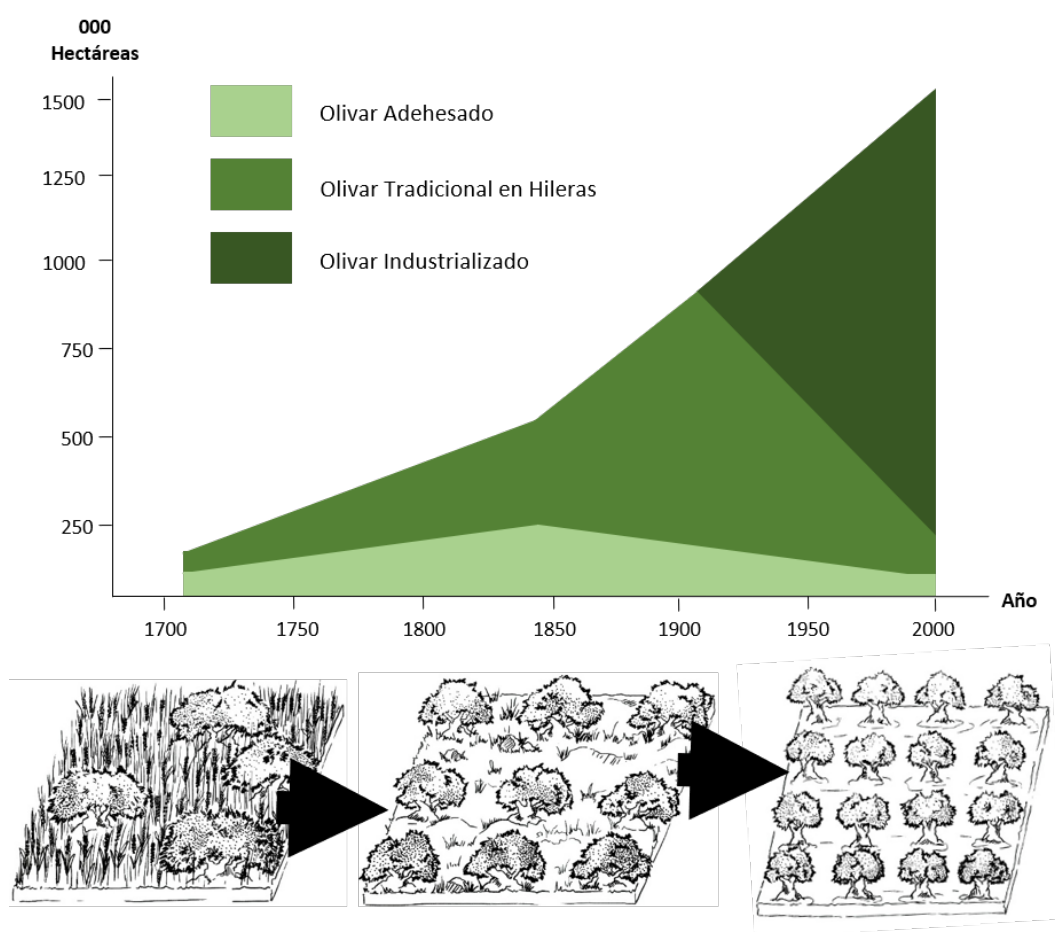 000
Hectáreas
1500
1250
1000
750
500
250
Olivar Adehesado
Olivar Tradicional en Hileras
Olivar Industrializado
Año
1700 1750 1800 1850 1900 1950 2000